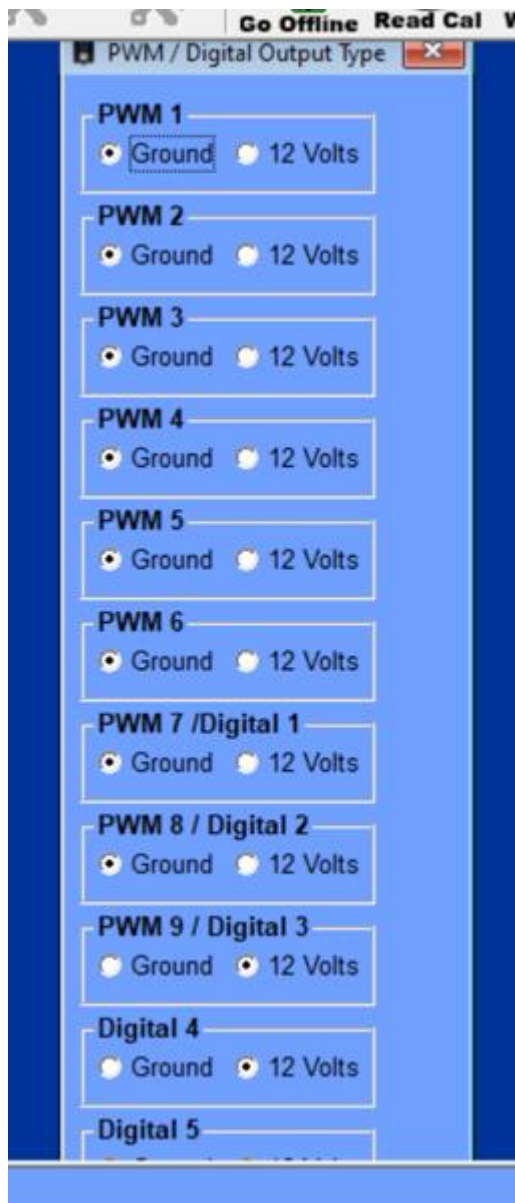 Go Offline Read Cal
PWM / Digital Output Type
PWM 1
Ground 12 Volts
PWM 2
Ground 12 Volts
PWM 3
Ground 12 Volts
PWM 4
Ground 12 Volts
PWM 5
Ground 12 Volts
PWM 6
Ground 12 Volts
PWM 7 /Digital 1
Ground 12 Volts
PWM 8 / Digital 2
Ground 12 Volts
PWM 9 / Digital 3
Ground 12 Volts
Digital 4
Ground 12 Volts
Digital 5